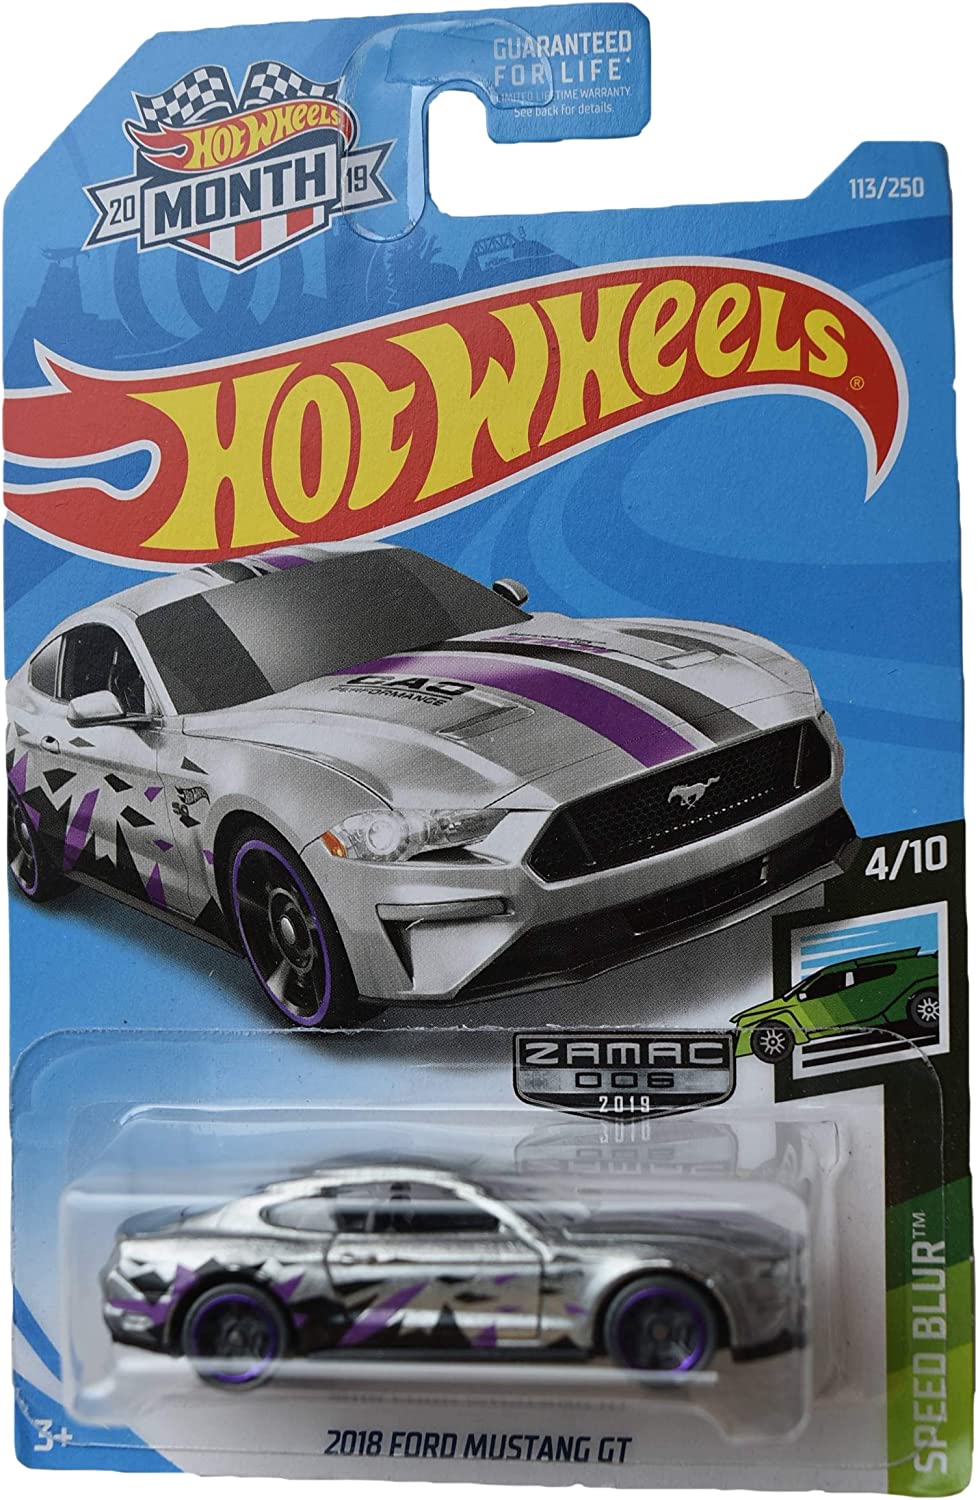 GUARANTEED
FOR LIFE*
LIMITED LIFETIME WARRANTY.
See back for details.
HOT WHEELS
20 MONTH 19
113/250
HOT WHEELS®
GAO
PERFORMANCE
4/10
ZAMAC
006
2019
SPEED BLUR™
3+
2018 FORD MUSTANG GT